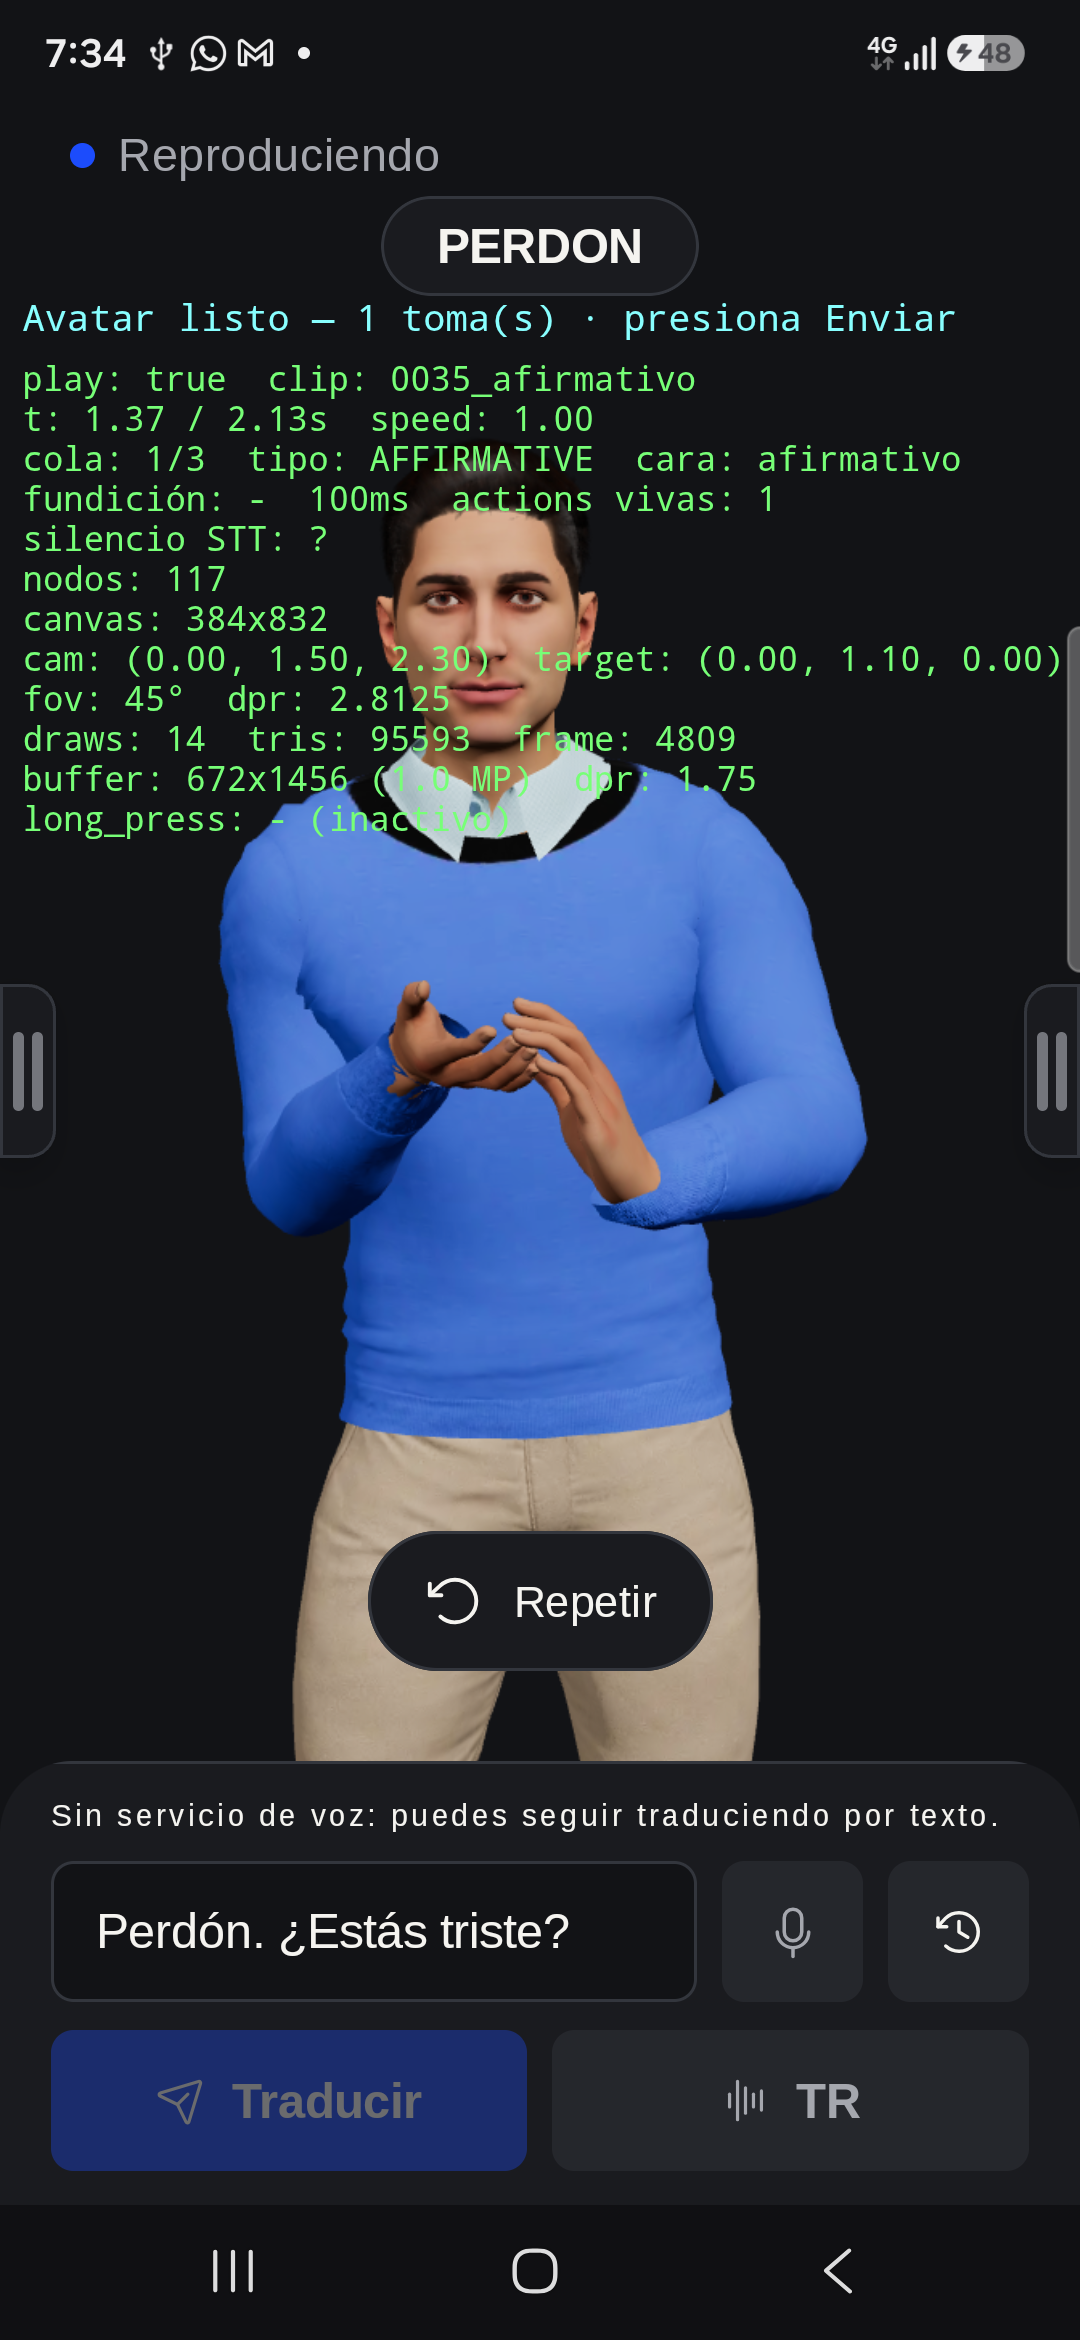 7:34
4G
48
Reproduciendo
PERDON
Avatar listo — 1 toma(s) · presiona Enviar
play: true  clip: 0035_afirmativo
t: 1.37 / 2.13s  speed: 1.00
cola: 1/3  tipo: AFFIRMATIVE  cara: afirmativo
fundición: -  100ms  actions vivas: 1
silencio STT: ?
nodos: 117
canvas: 384x832
cam: (0.00, 1.50, 2.30)  target: (0.00, 1.10, 0.00)
fov: 45°  dpr: 2.8125
draws: 14  tris: 95593  frame: 4809
buffer: 672x1456 (1.0 MP)  dpr: 1.75
long_press: - (inactivo)
Repetir
Sin servicio de voz: puedes seguir traduciendo por texto.
Perdón. ¿Estás triste?
Traducir
TR